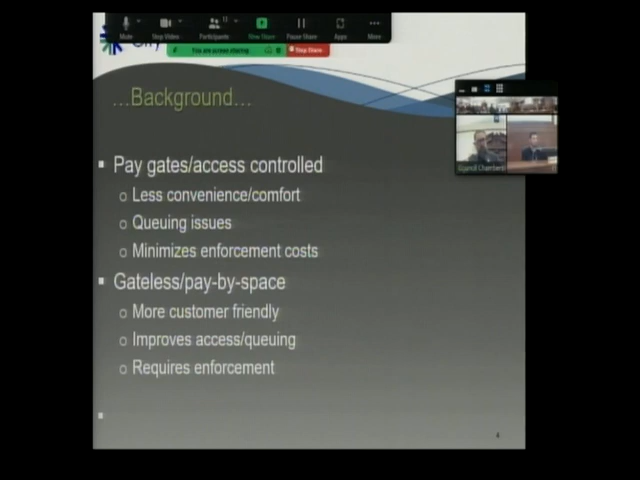 Mute
Stop Video
Participants
New Share
Pause Share
Apps
More
City
You are screen sharing
Stop Share
...Background...
Council Chambers
Pay gates/access controlled
Less convenience/comfort
Queuing issues
Minimizes enforcement costs
Gateless/pay-by-space
More customer friendly
Improves access/queuing
Requires enforcement